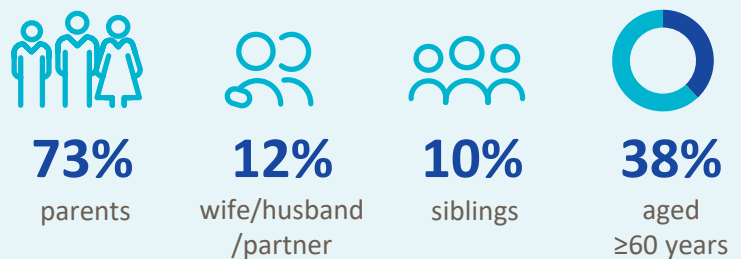 73%
parents
12%
wife/husband
/partner
10%
siblings
38%
aged
≥60 years